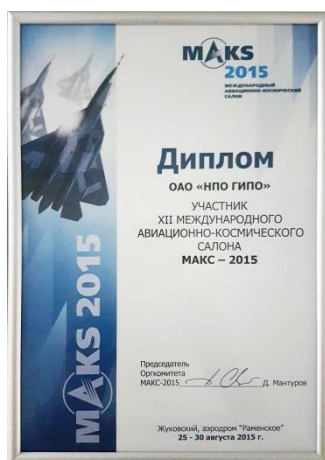 MAKS
2015
МЕЖДУНАРОДНЫЙ
АВИАЦИОННО-КОСМИЧЕСКИЙ
САЛОН
Диплом
ОАО «НПО ГИПО»
УЧАСТНИК
XII МЕЖДУНАРОДНОГО
АВИАЦИОННО-КОСМИЧЕСКОГО
САЛОНА
МАКС – 2015
MAKS 2015
Председатель
Оргкомитета
МАКС-2015
Д. Мантуров
Жуковский, аэродром "Раменское"
25 - 30 августа 2015 г.